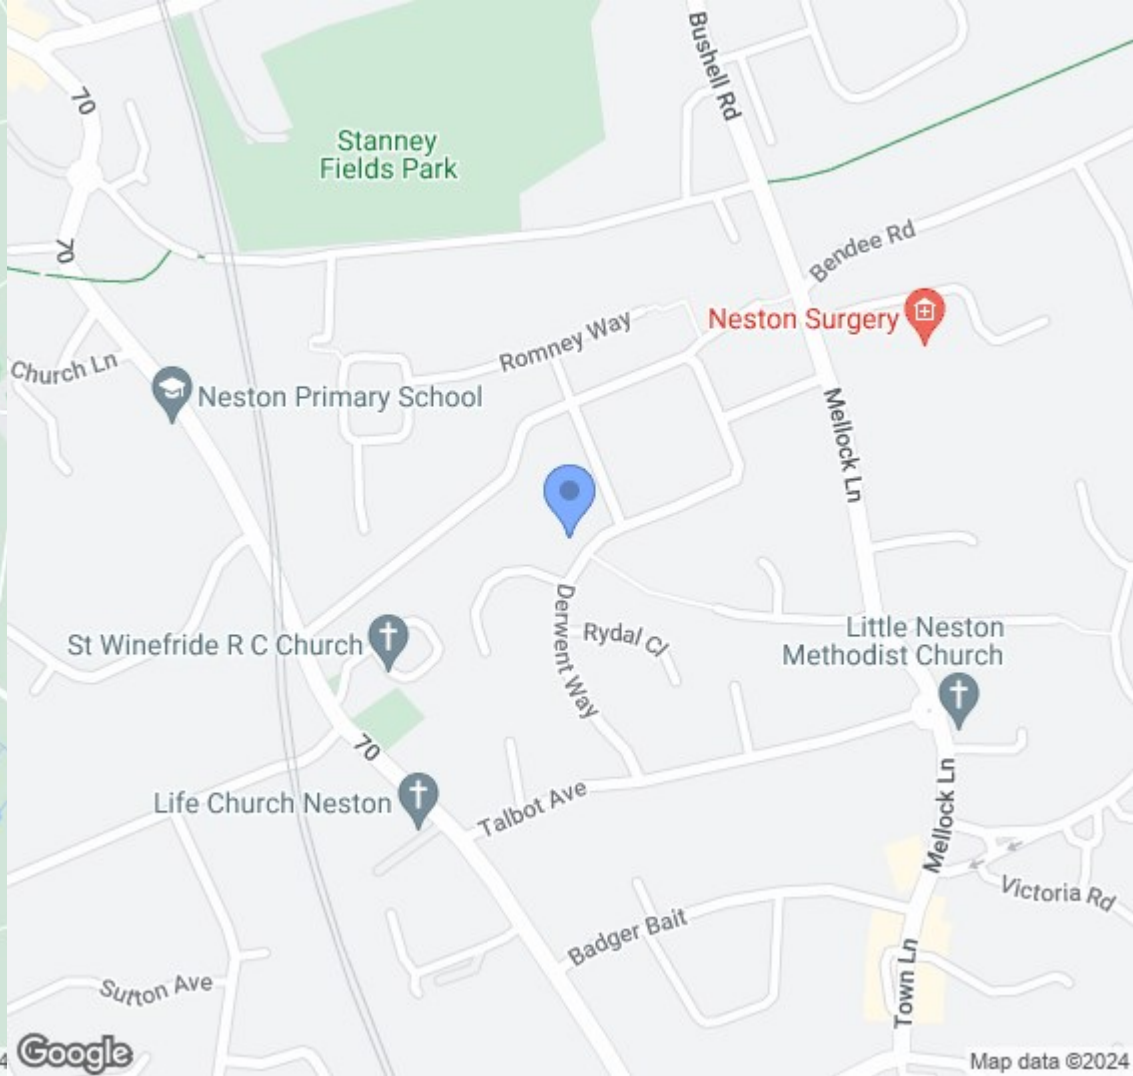 70
Bushell Rd
Stanney
Fields Park
70
Bendee Rd
Neston Surgery
Romney Way
Church Ln
Neston Primary School
Mellock Ln
Derwent Way
Rydal Cl
St Winefride R C Church
Little Neston
Methodist Church
70
Life Church Neston
Talbot Ave
Mellock Ln
Victoria Rd
Badger Bait
Sutton Ave
Town Ln
4
Google
Map data ©2024